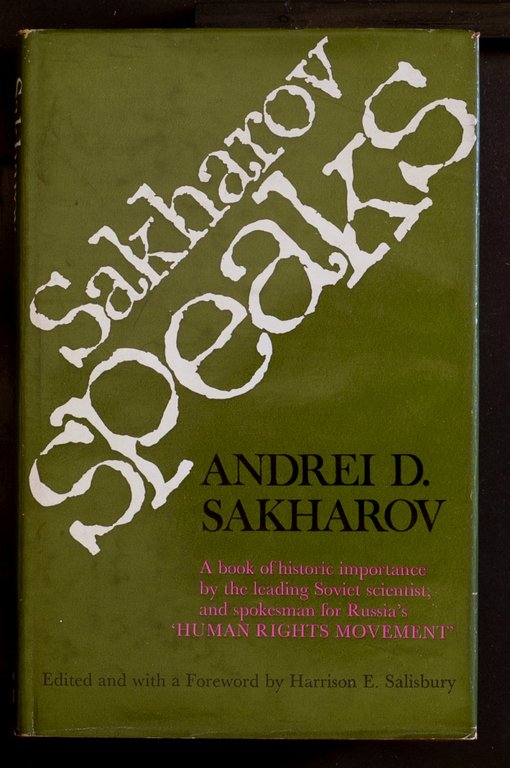 Sakharov
speaks
ANDREI D.
SAKHAROV
A book of historic importance
by the leading Soviet scientist,
and spokesman for Russia's
'HUMAN RIGHTS MOVEMENT'
Edited and with a Foreword by Harrison E. Salisbury